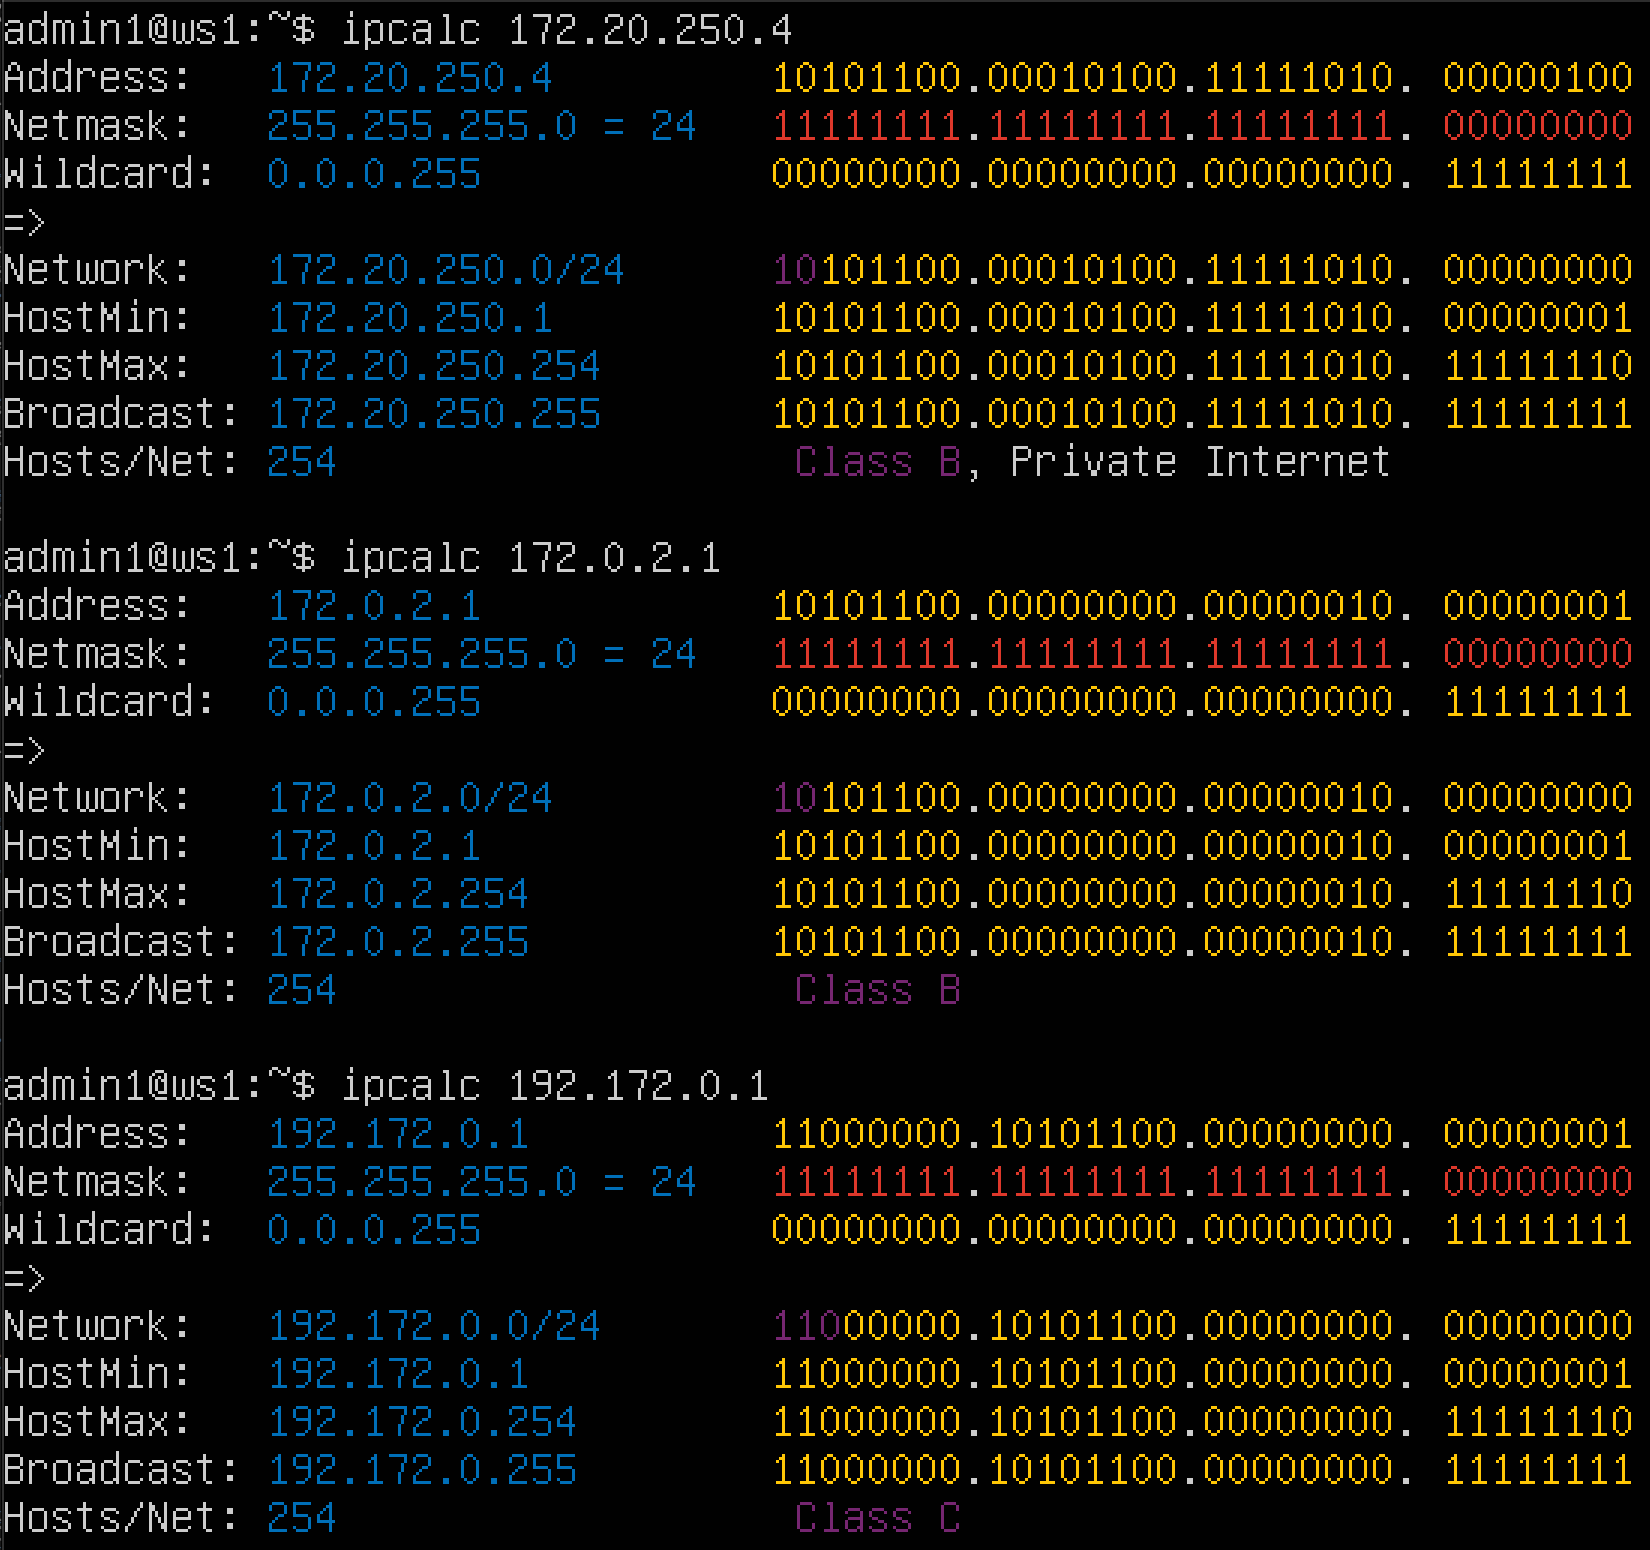 admin1@ws1:~$ ipcalc 172.20.250.4
Address:   172.20.250.4         10101100.00010100.11111010. 00000100
Netmask:   255.255.255.0 = 24   11111111.11111111.11111111. 00000000
Wildcard:  0.0.0.255            00000000.00000000.00000000. 11111111
=>
Network:   172.20.250.0/24      10101100.00010100.11111010. 00000000
HostMin:   172.20.250.1         10101100.00010100.11111010. 00000001
HostMax:   172.20.250.254       10101100.00010100.11111010. 11111110
Broadcast: 172.20.250.255       10101100.00010100.11111010. 11111111
Hosts/Net: 254                   Class B, Private Internet

admin1@ws1:~$ ipcalc 172.0.2.1
Address:   172.0.2.1            10101100.00000000.00000010. 00000001
Netmask:   255.255.255.0 = 24   11111111.11111111.11111111. 00000000
Wildcard:  0.0.0.255            00000000.00000000.00000000. 11111111
=>
Network:   172.0.2.0/24         10101100.00000000.00000010. 00000000
HostMin:   172.0.2.1            10101100.00000000.00000010. 00000001
HostMax:   172.0.2.254          10101100.00000000.00000010. 11111110
Broadcast: 172.0.2.255          10101100.00000000.00000010. 11111111
Hosts/Net: 254                   Class B

admin1@ws1:~$ ipcalc 192.172.0.1
Address:   192.172.0.1          11000000.10101100.00000000. 00000001
Netmask:   255.255.255.0 = 24   11111111.11111111.11111111. 00000000
Wildcard:  0.0.0.255            00000000.00000000.00000000. 11111111
=>
Network:   192.172.0.0/24       11000000.10101100.00000000. 00000000
HostMin:   192.172.0.1          11000000.10101100.00000000. 00000001
HostMax:   192.172.0.254        11000000.10101100.00000000. 11111110
Broadcast: 192.172.0.255        11000000.10101100.00000000. 11111111
Hosts/Net: 254                   Class C